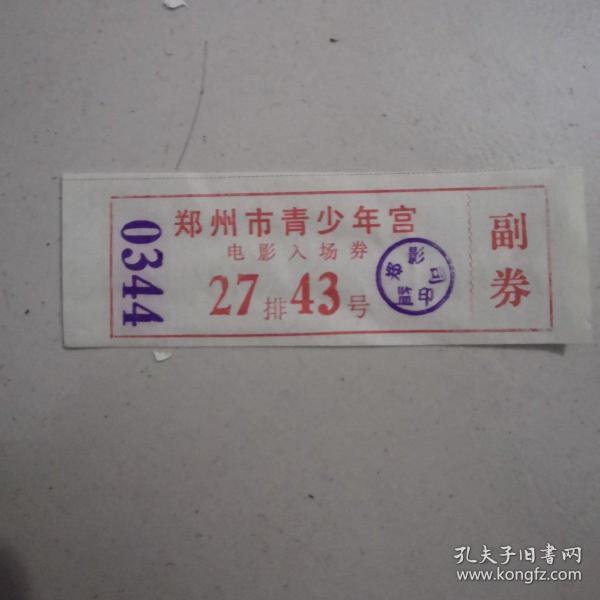 0344
郑州市青少年宫
电影入场券
27排43号
副券
孔夫子旧书网
www.kongfz.com